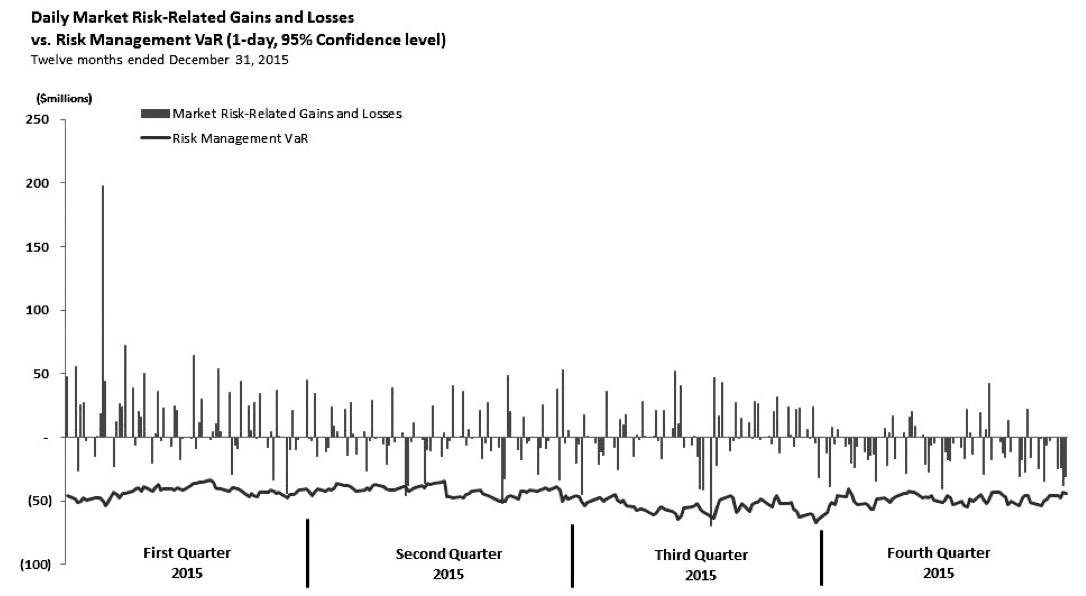 Daily Market Risk-Related Gains and Losses
vs. Risk Management VaR (1-day, 95% Confidence level)
Twelve months ended December 31, 2015
($millions)
Market Risk-Related Gains and Losses
Risk Management VaR
250
200
150
100
50
-
(50)
(100)
First Quarter
2015
Second Quarter
2015
Third Quarter
2015
Fourth Quarter
2015